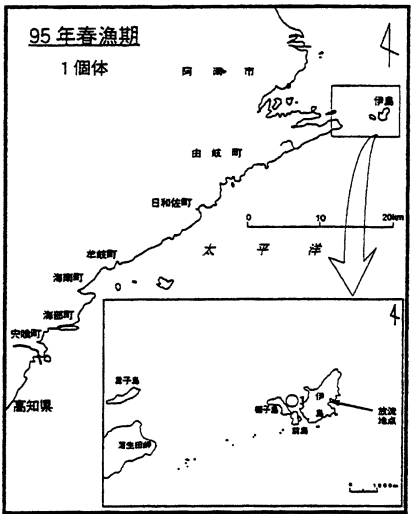 95年春漁期
1個体
阿南市
伊島
由岐町
日和佐町
0 10 20km
太平洋
牟岐町
海南町
海部町
宍喰町
高知県
4
伊島
棚子島
前島
放流地点
蒲生田岬
0 1000m